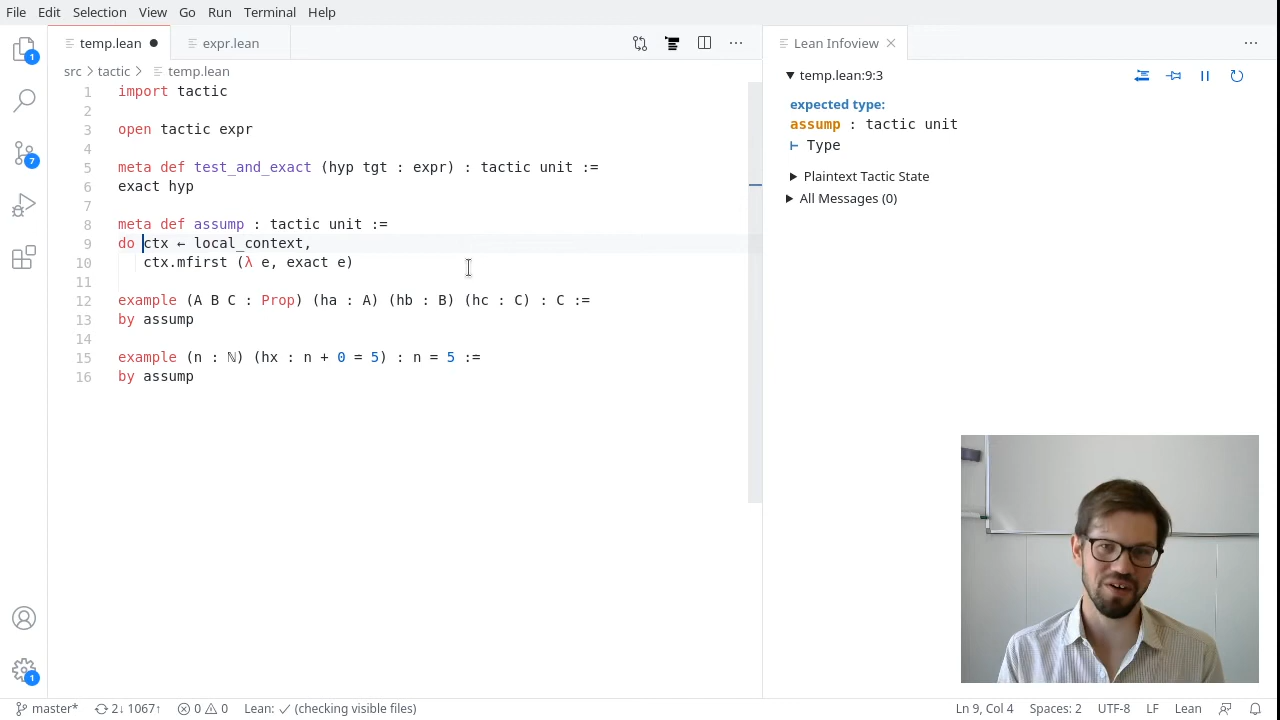 File Edit Selection View Go Run Terminal Help
temp.lean expr.lean Lean Infoview
src tactic temp.lean
1 import tactic
2
3 open tactic expr
4
5 meta def test_and_exact (hyp tgt : expr) : tactic unit :=
6 exact hyp
7
8 meta def assump : tactic unit :=
9 do ctx ← local_context,
10 ctx.mfirst (λ e, exact e)
11
12 example (A B C : Prop) (ha : A) (hb : B) (hc : C) : C :=
13 by assump
14
15 example (n : ℕ) (hx : n + 0 = 5) : n = 5 :=
16 by assump
temp.lean:9:3
expected type:
assump : tactic unit
⊢ Type
Plaintext Tactic State
All Messages (0)
1
7
1
master* 2↓ 1067↑ 0 0 Lean: ✓ (checking visible files) Ln 9, Col 4 Spaces: 2 UTF-8 LF Lean